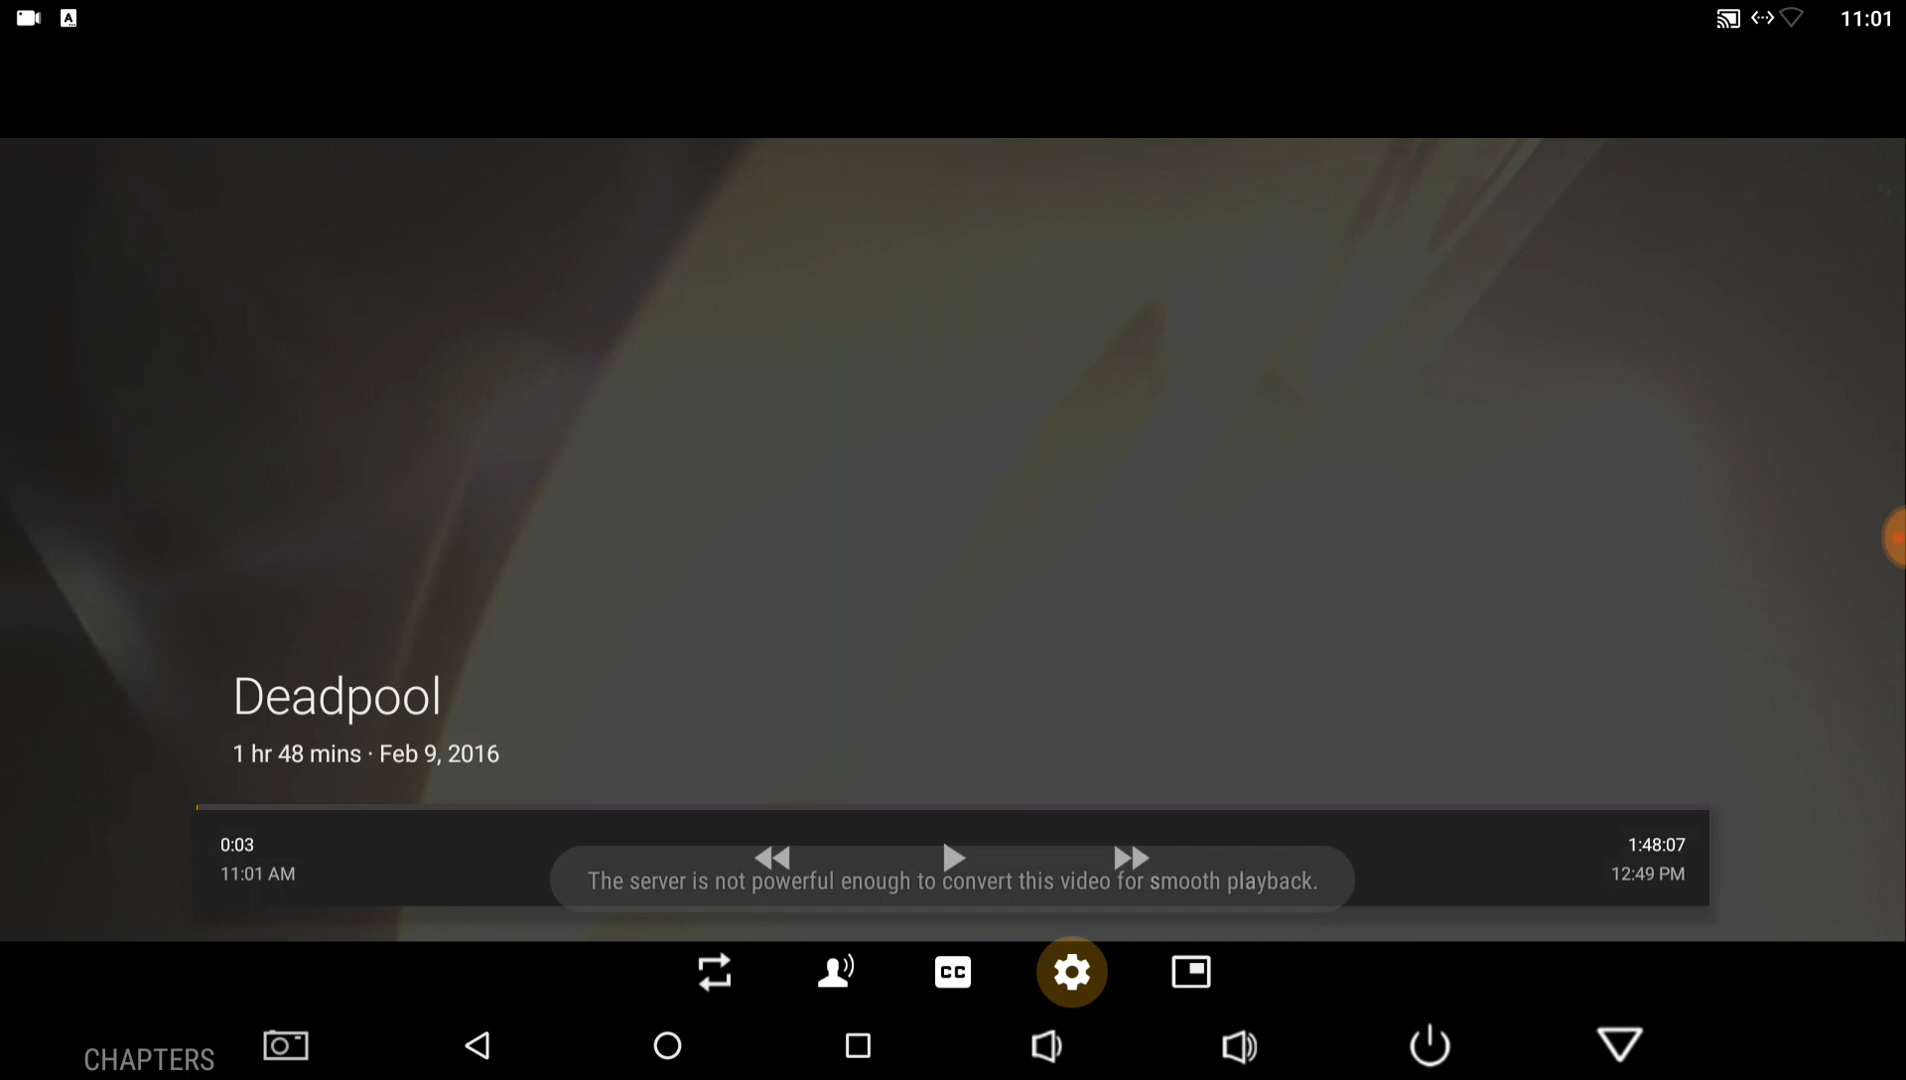 A
11:01
Deadpool
1 hr 48 mins · Feb 9, 2016
0:03
1:48:07
11:01 AM
12:49 PM
The server is not powerful enough to convert this video for smooth playback.
CC
CHAPTERS